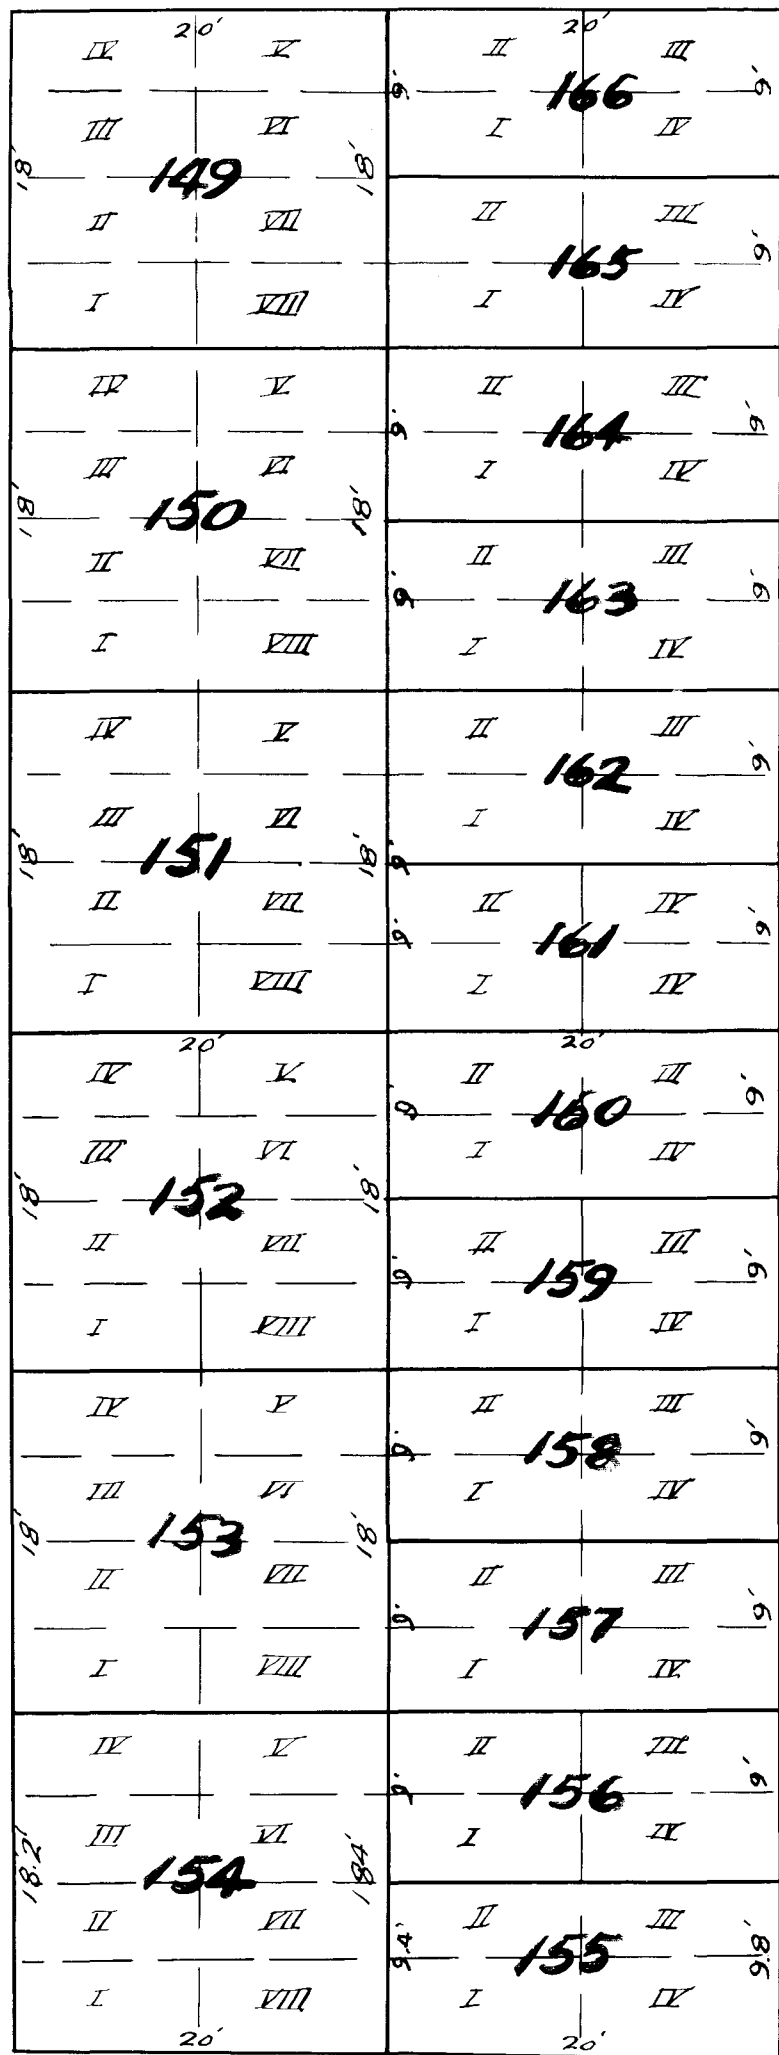 20' 20'
IV V II III
9' 166 9'
III VI I IV
18' 149 18'
II VII II III
165 9'
I VIII I IV
IV V II III
9' 164 9'
III VI I IV
18' 150 18'
II VII II III
9' 163 9'
I VIII I IV
IV V II III
162 9'
III VI I IV
18' 151 18' 9'
II VII II IV
9' 161 9'
I VIII I IV
20' 20'
IV V II III
9' 160 9'
III VI I IV
18' 152 18'
II VII II III
9' 159 9'
I VIII I IV
IV V II III
9' 158 9'
III VI I IV
18' 153 18'
II VII II III
9' 157 9'
I VIII I IV
IV V II III
9' 156 9'
III VI I IV
18.2' 154 184'
II VII II III
9.4' 155 9.8'
I VIII I IV
20' 20'